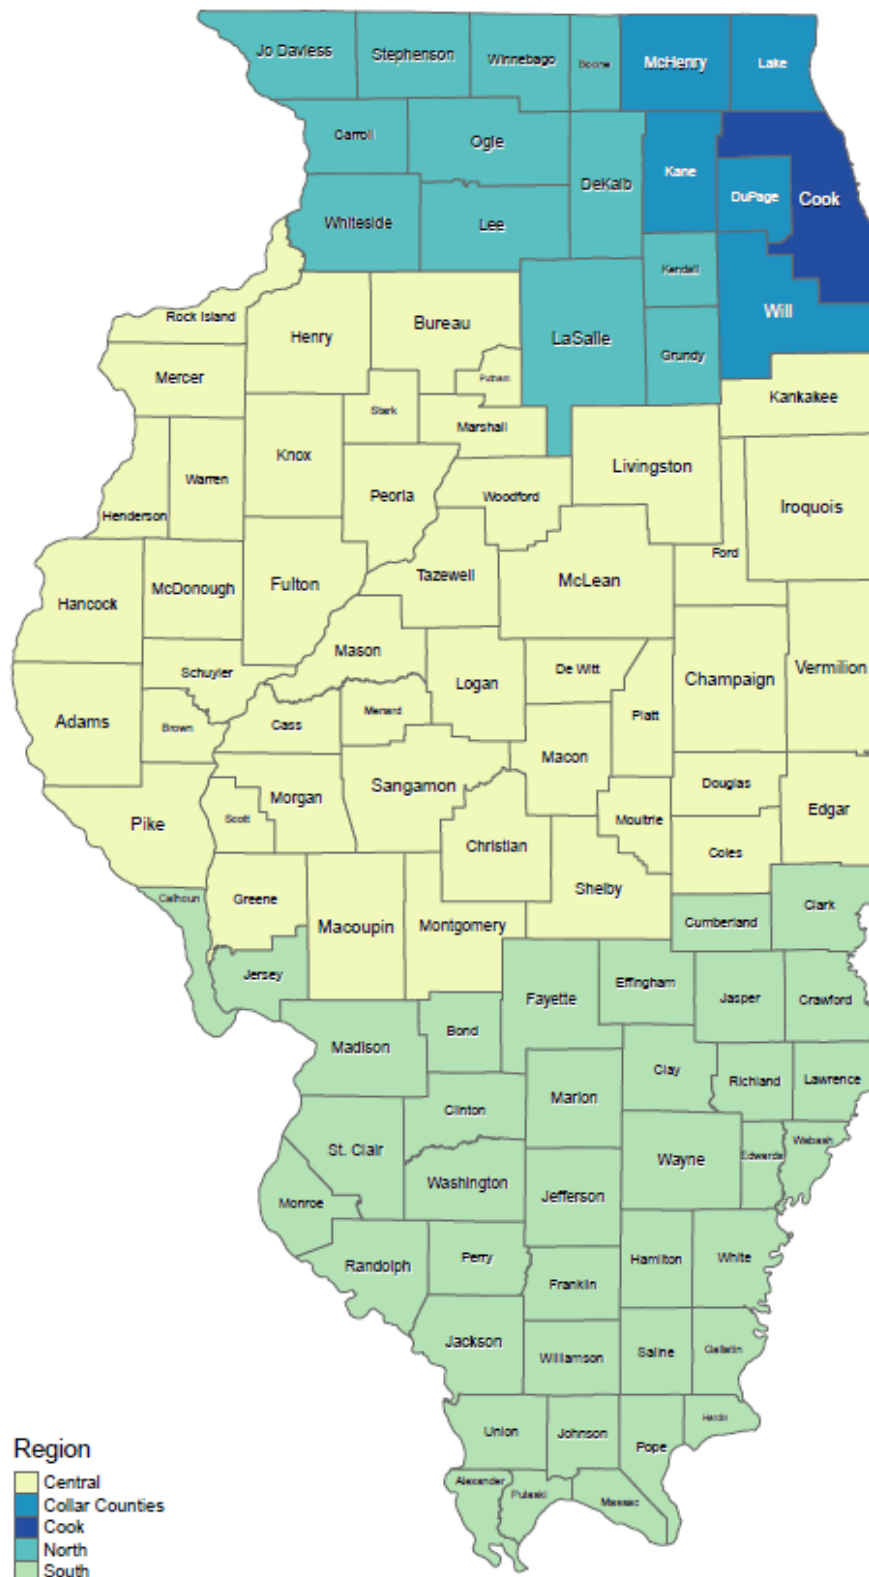 Jo Daviess
Stephenson
Winnebago
Boone
McHenry
Lake
Carroll
Ogle
DeKalb
Kane
DuPage
Cook
Whiteside
Lee
Kendall
Rock Island
Henry
Bureau
LaSalle
Grundy
Will
Mercer
Putnam
Kankakee
Stark
Marshall
Knox
Warren
Peoria
Woodford
Livingston
Iroquois
Henderson
Ford
Hancock
McDonough
Fulton
Tazewell
McLean
Schuyler
Mason
Logan
De Witt
Champaign
Vermilion
Adams
Brown
Cass
Menard
Piatt
Macon
Sangamon
Douglas
Pike
Scott
Morgan
Moultrie
Edgar
Christian
Coles
Calhoun
Greene
Macoupin
Montgomery
Shelby
Cumberland
Clark
Jersey
Fayette
Effingham
Jasper
Crawford
Madison
Bond
Clay
Richland
Lawrence
Clinton
Marion
St. Clair
Washington
Wayne
Edwards
Wabash
Monroe
Jefferson
Randolph
Perry
Hamilton
White
Franklin
Jackson
Williamson
Saline
Gallatin
Union
Johnson
Pope
Hardin
Alexander
Pulaski
Massac
Region
Central
Collar Counties
Cook
North
South